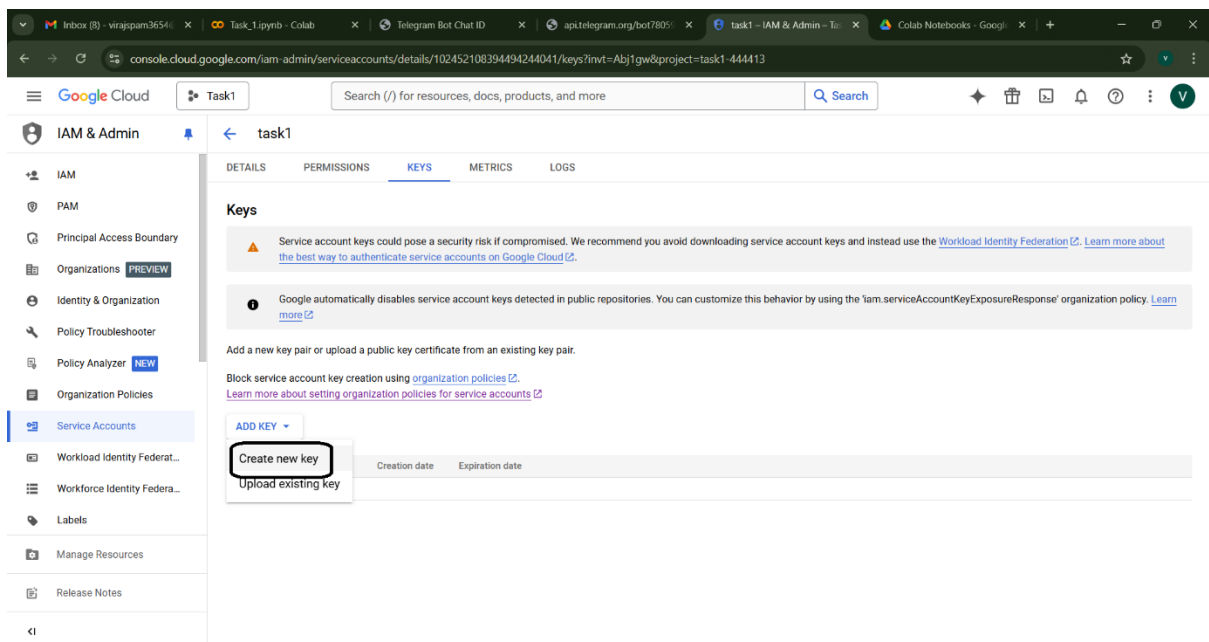 Inbox (8) - virajspam3654
Task_1.ipynb - Colab
Telegram Bot Chat ID
api.telegram.org/bot7805
task1 – IAM & Admin – Tas
Colab Notebooks - Google
console.cloud.google.com/iam-admin/serviceaccounts/details/102452108394494244041/keys?invt=Abj1gw&project=task1-444413
V
Google Cloud
Task1
Search (/) for resources, docs, products, and more
Search
V
IAM & Admin
task1
DETAILS PERMISSIONS KEYS METRICS LOGS
IAM
PAM
Principal Access Boundary
Organizations PREVIEW
Identity & Organization
Policy Troubleshooter
Policy Analyzer NEW
Organization Policies
Service Accounts
Workload Identity Federat...
Workforce Identity Federa...
Labels
Manage Resources
Release Notes
Keys
Service account keys could pose a security risk if compromised. We recommend you avoid downloading service account keys and instead use the Workload Identity Federation. Learn more about
the best way to authenticate service accounts on Google Cloud.
Google automatically disables service account keys detected in public repositories. You can customize this behavior by using the 'iam.serviceAccountKeyExposureResponse' organization policy. Learn
more
Add a new key pair or upload a public key certificate from an existing key pair.
Block service account key creation using organization policies.
Learn more about setting organization policies for service accounts
ADD KEY
Create new key
Upload existing key
Creation date Expiration date